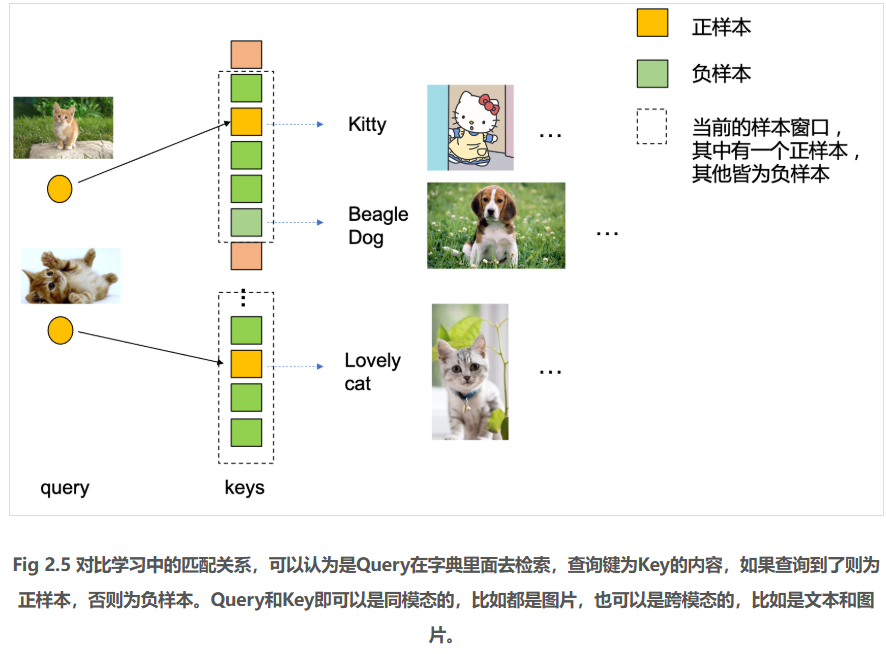 正样本
负样本
当前的样本窗口，
其中有一个正样本，
其他皆为负样本
Kitty
...
Beagle
Dog
...
Lovely
cat
...
query
keys
Fig 2.5 对比学习中的匹配关系，可以认为是Query在字典里面去检索，查询键为Key的内容，如果查询到了则为
正样本，否则为负样本。Query和Key即可以是同模态的，比如都是图片，也可以是跨模态的，比如是文本和图
片。